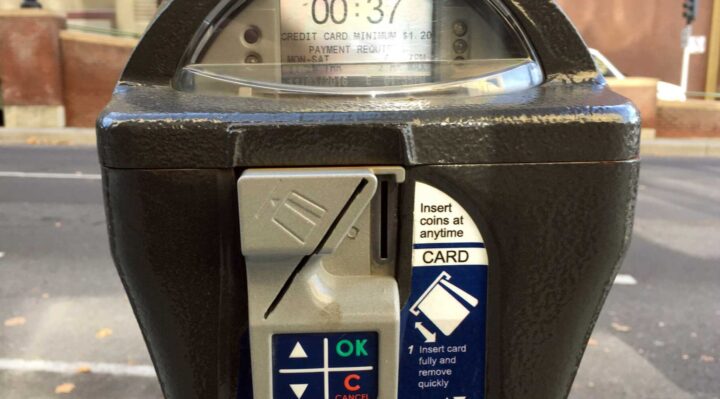 00:37
CREDIT CARD MINIMUM $1.20
PAYMENT
MON-SAT
Insert
coins at
anytime
CARD
1 Insert card
fully and
remove
quickly
OK
C
CANCEL